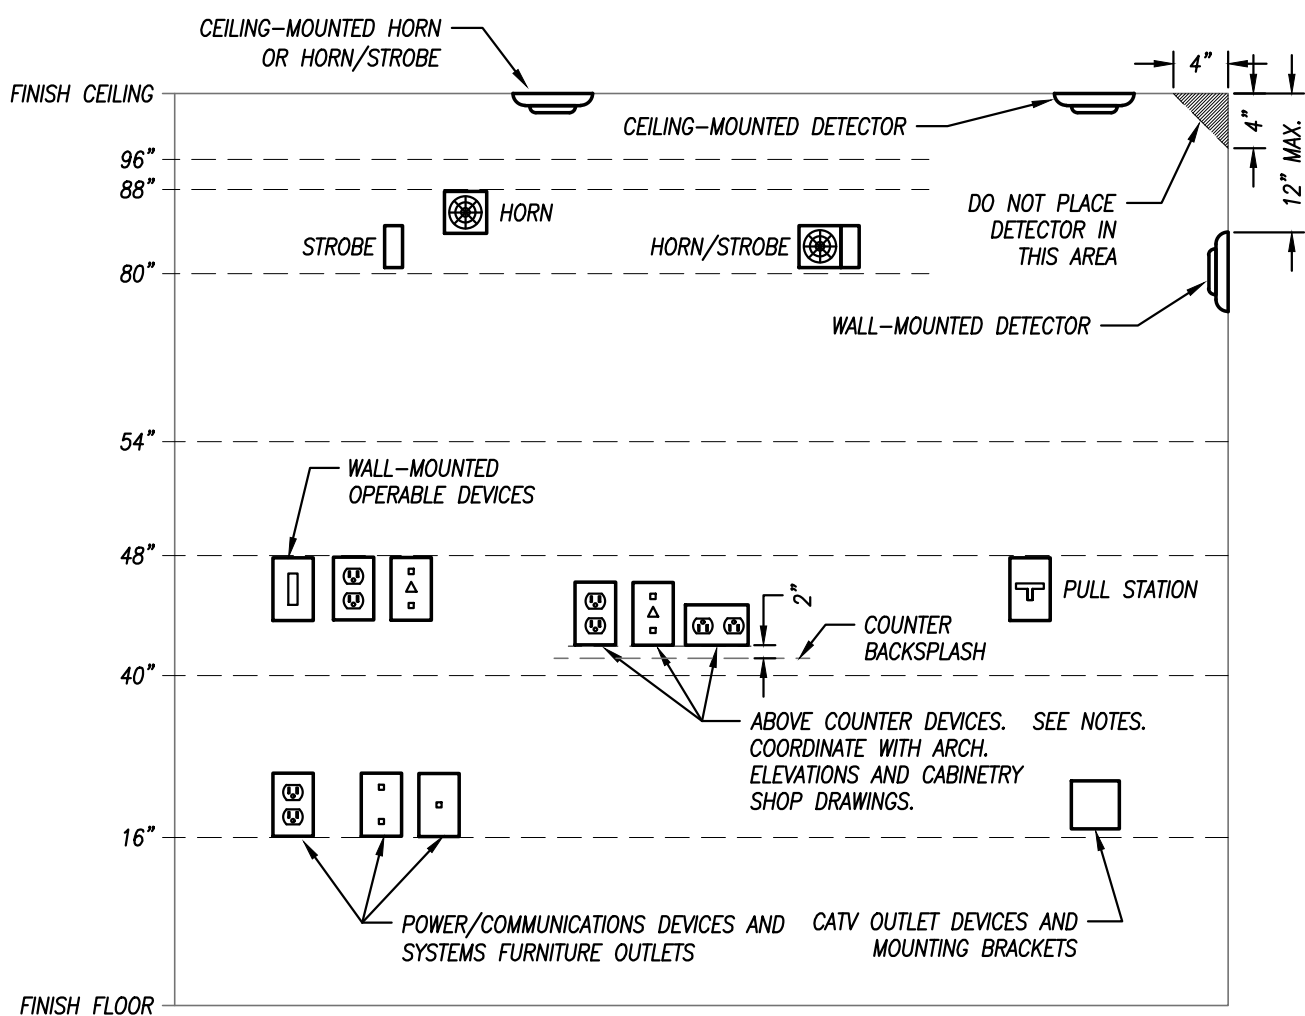 CEILING-MOUNTED HORN
OR HORN/STROBE
4”
FINISH CEILING
CEILING-MOUNTED DETECTOR
4”
12” MAX.
96”
88”
HORN
DO NOT PLACE
DETECTOR IN
THIS AREA
STROBE
HORN/STROBE
80”
WALL-MOUNTED DETECTOR
54”
WALL-MOUNTED
OPERABLE DEVICES
48”
PULL STATION
2”
COUNTER
BACKSPLASH
40”
ABOVE COUNTER DEVICES. SEE NOTES.
COORDINATE WITH ARCH.
ELEVATIONS AND CABINETRY
SHOP DRAWINGS.
16”
POWER/COMMUNICATIONS DEVICES AND
SYSTEMS FURNITURE OUTLETS
CATV OUTLET DEVICES AND
MOUNTING BRACKETS
FINISH FLOOR